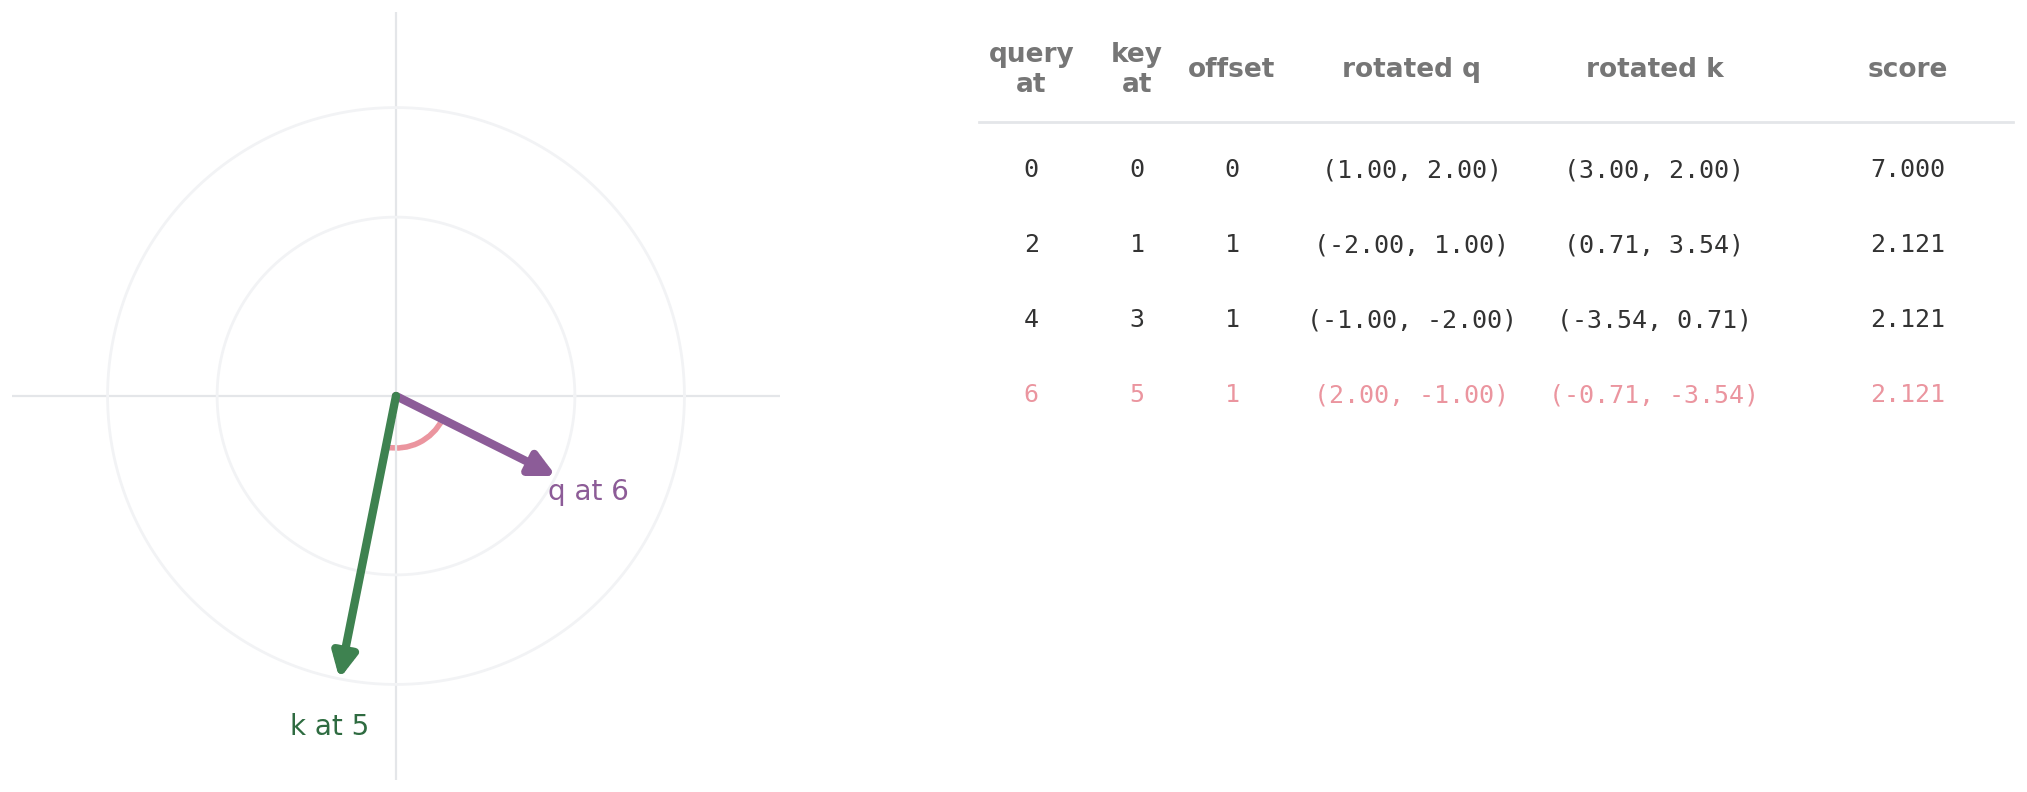 query at key at offset rotated q rotated k score
0 0 0 (1.00, 2.00) (3.00, 2.00) 7.000
2 1 1 (-2.00, 1.00) (0.71, 3.54) 2.121
4 3 1 (-1.00, -2.00) (-3.54, 0.71) 2.121
6 5 1 (2.00, -1.00) (-0.71, -3.54) 2.121
q at 6
k at 5